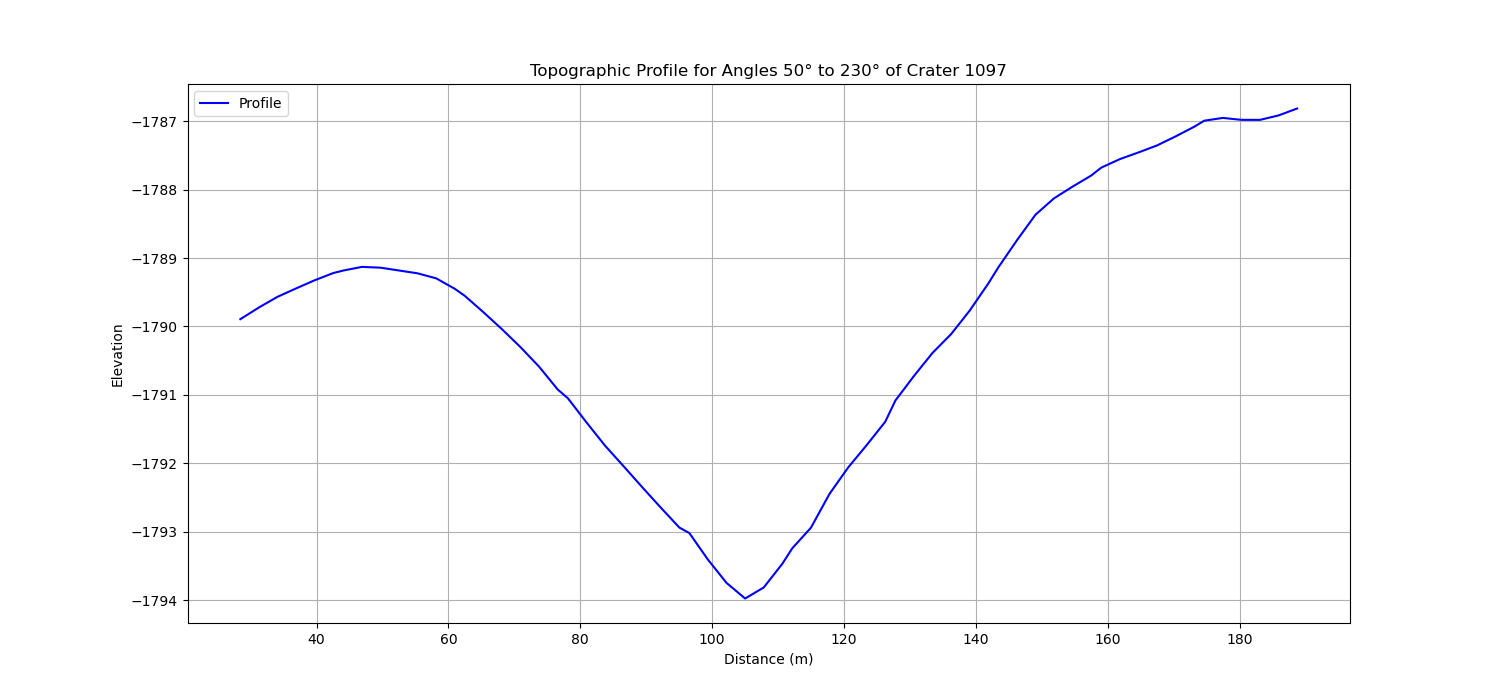 Topographic Profile for Angles 50° to 230° of Crater 1097
Profile
−1787
−1788
−1789
−1790
−1791
−1792
−1793
−1794
Elevation
40 60 80 100 120 140 160 180
Distance (m)